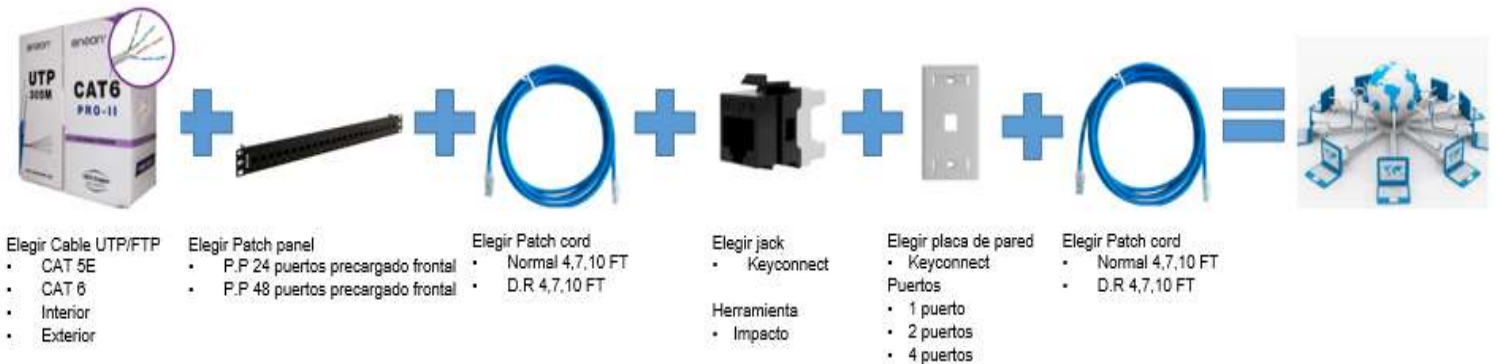 enson
enson
UTP
305M
CAT6
PRO-II
Elegir Cable UTP/FTP
• CAT 5E
• CAT 6
• Interior
• Exterior
Elegir Patch panel
• P.P 24 puertos precargado frontal
• P.P 48 puertos precargado frontal
Elegir Patch cord
• Normal 4,7,10 FT
• D.R 4,7,10 FT
Elegir jack
• Keyconnect
Herramienta
• Impacto
Elegir placa de pared
• Keyconnect
Puertos
• 1 puerto
• 2 puertos
• 4 puertos
Elegir Patch cord
• Normal 4,7,10 FT
• D.R 4,7,10 FT